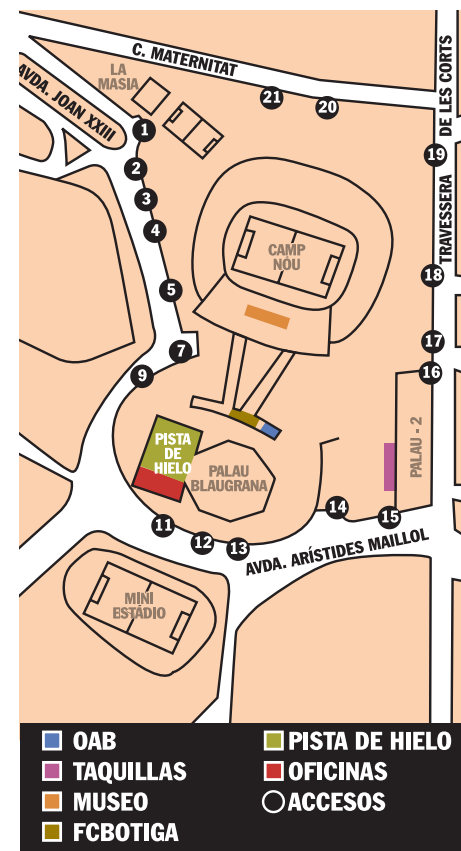 C. MATERNITAT
LA
MASIA
AVDA. JOAN XXIII
TRAVESSERA DE LES CORTS
21
20
1
19
2
3
4
CAMP
NÓU
18
5
17
7
16
9
PISTA
DE
HIELO
PALAU
BLAUGRANA
PALAU - 2
14
15
11
12
13
AVDA. ARÍSTIDES MAILLOL
MINI
ESTÁDIO
OAB
TAQUILLAS
MUSEO
FCBOTIGA
PISTA DE HIELO
OFICINAS
ACCESOS